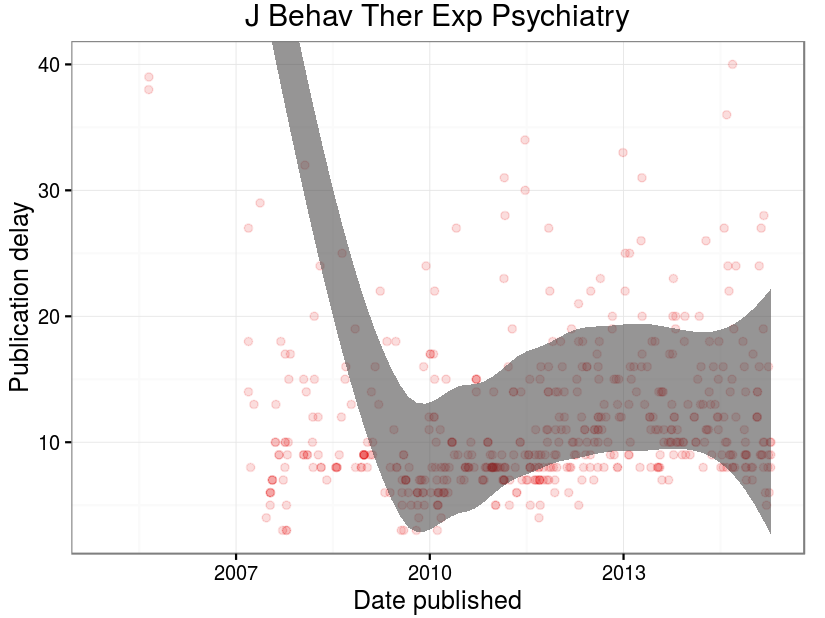 J Behav Ther Exp Psychiatry
Publication delay
40
30
20
10
2007 2010 2013
Date published